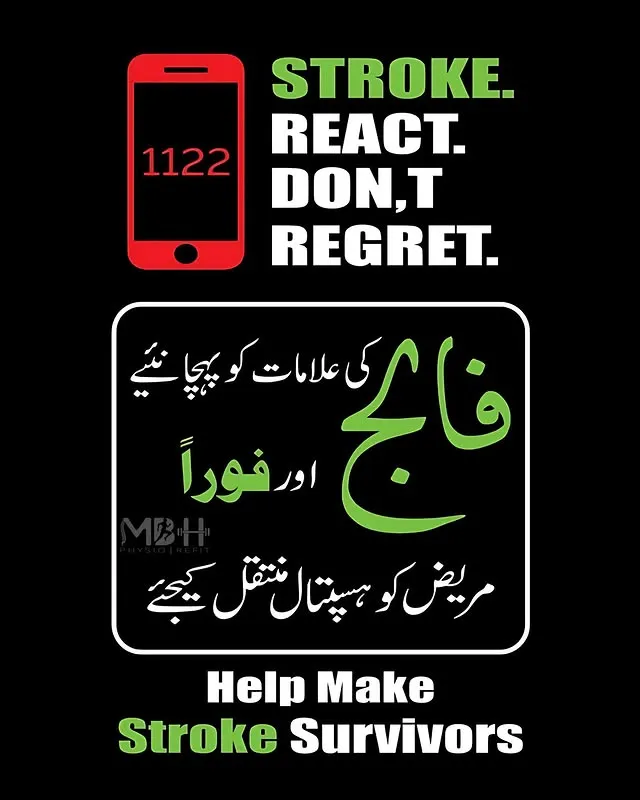 1122
STROKE.
REACT.
DON,T
REGRET.
فالج کی علامات کو پہچانئیے
اور فوراً
مریض کو ہسپتال منتقل کیجئے
MBH
PHYSIO | REFIT
Help Make
Stroke Survivors